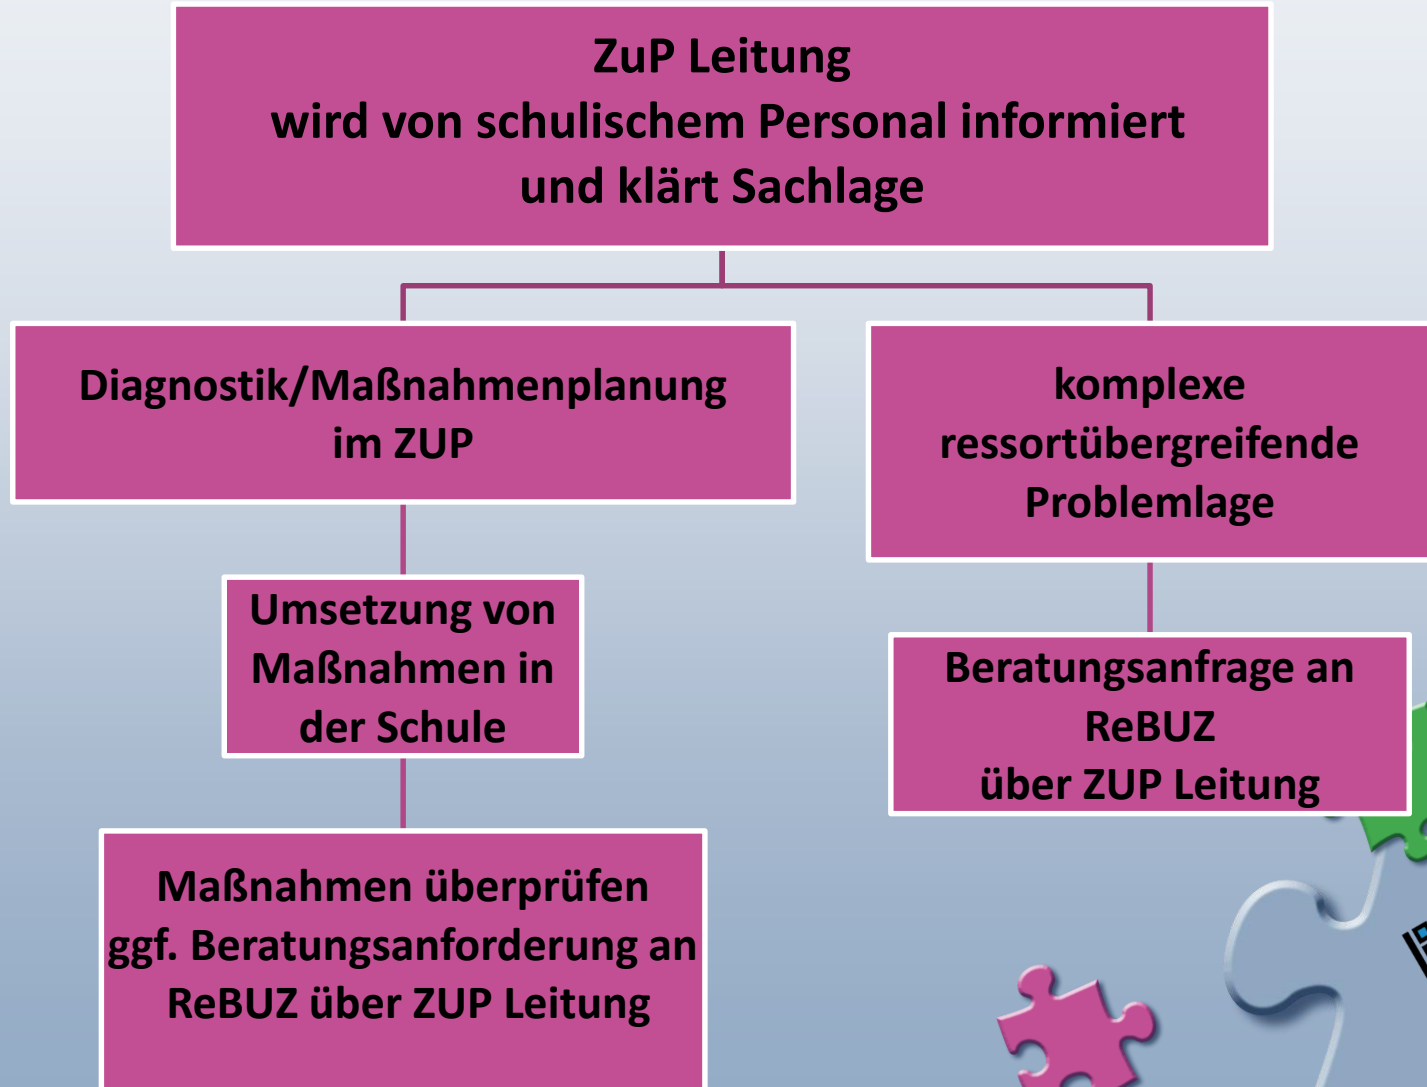 ZuP Leitung
wird von schulischem Personal informiert
und klärt Sachlage
Diagnostik/Maßnahmenplanung
im ZUP
komplexe
ressortübergreifende
Problemlage
Umsetzung von
Maßnahmen in
der Schule
Beratungsanfrage an
ReBUZ
über ZUP Leitung
Maßnahmen überprüfen
ggf. Beratungsanforderung an
ReBUZ über ZUP Leitung